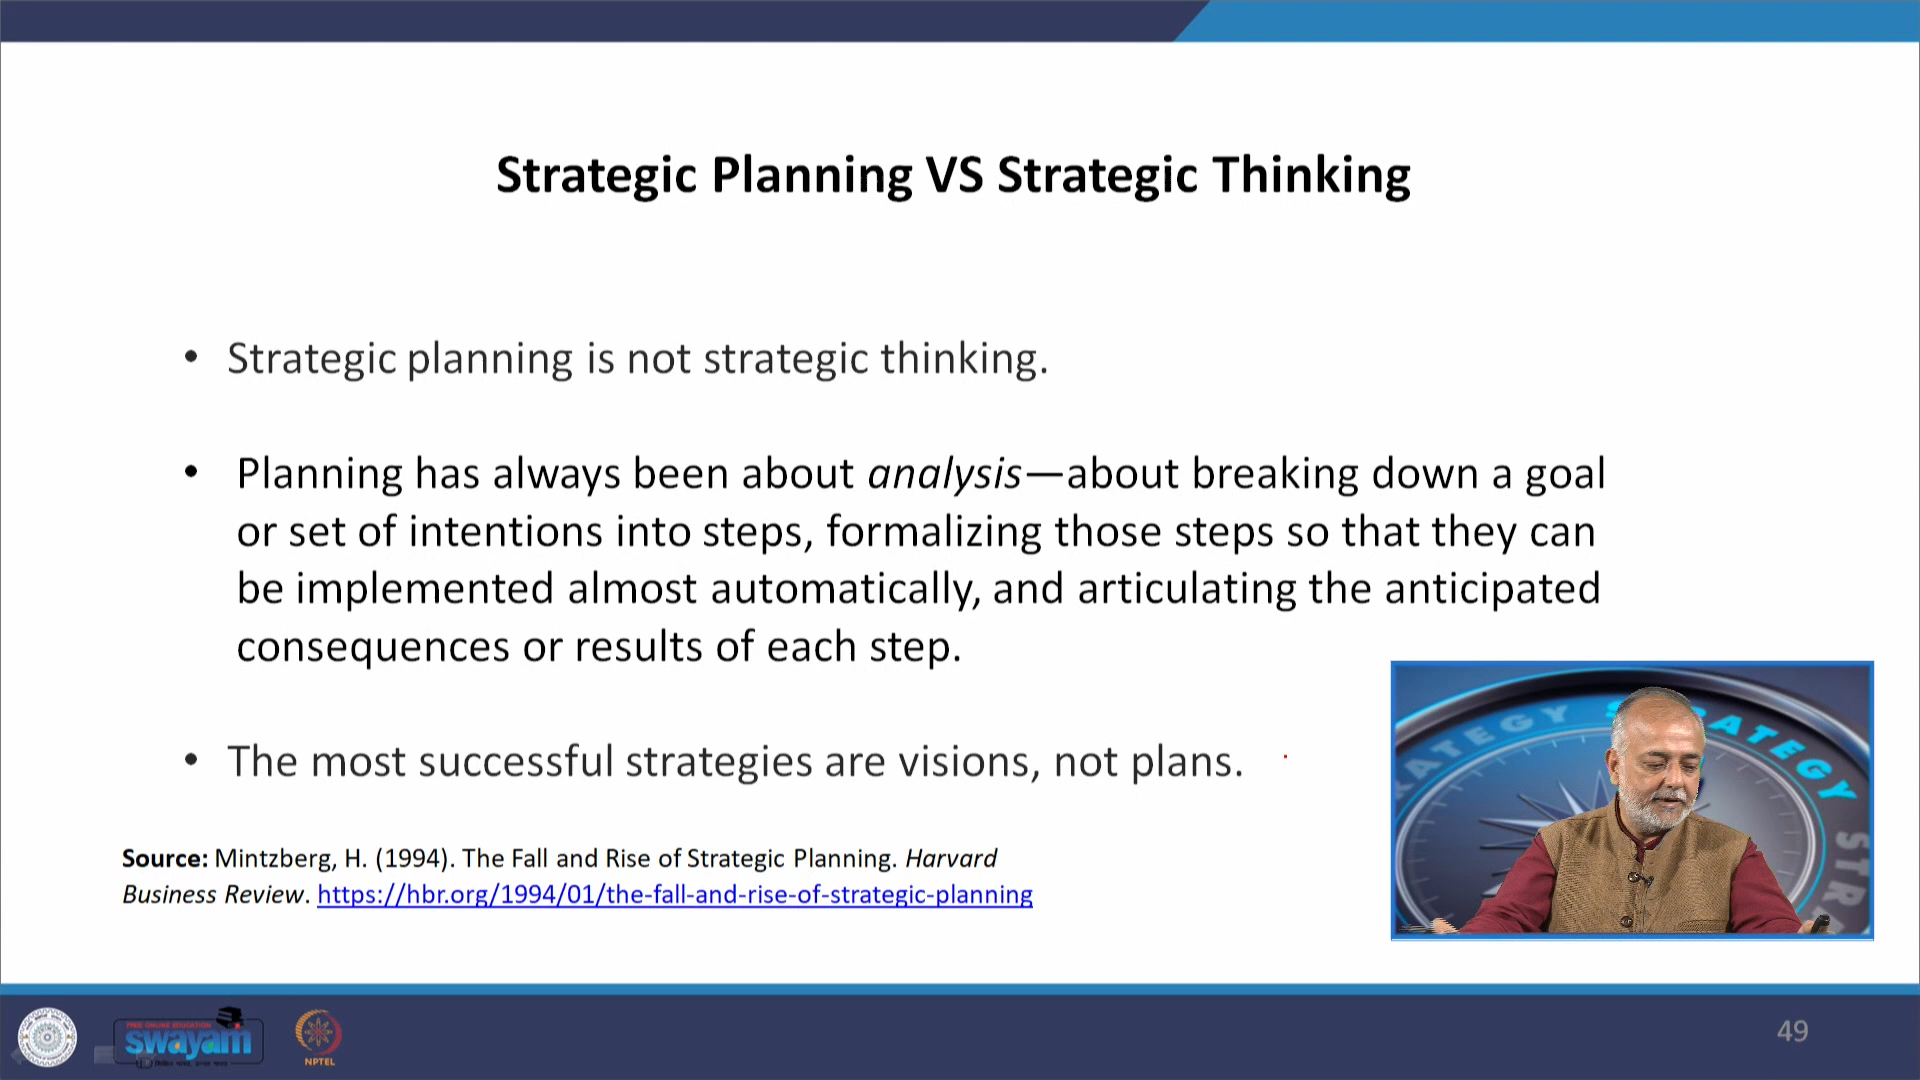 Strategic Planning VS Strategic Thinking
• Strategic planning is not strategic thinking.
• Planning has always been about analysis—about breaking down a goal
or set of intentions into steps, formalizing those steps so that they can
be implemented almost automatically, and articulating the anticipated
consequences or results of each step.
• The most successful strategies are visions, not plans.
Source: Mintzberg, H. (1994). The Fall and Rise of Strategic Planning. Harvard
Business Review. https://hbr.org/1994/01/the-fall-and-rise-of-strategic-planning
STRATEGY
FREE ONLINE EDUCATION
swayam
NPTEL
49